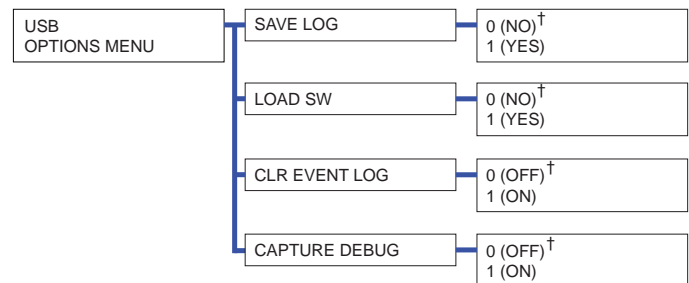 USB
OPTIONS MENU
SAVE LOG
0 (NO)†
1 (YES)
LOAD SW
0 (NO)†
1 (YES)
CLR EVENT LOG
0 (OFF)†
1 (ON)
CAPTURE DEBUG
0 (OFF)†
1 (ON)